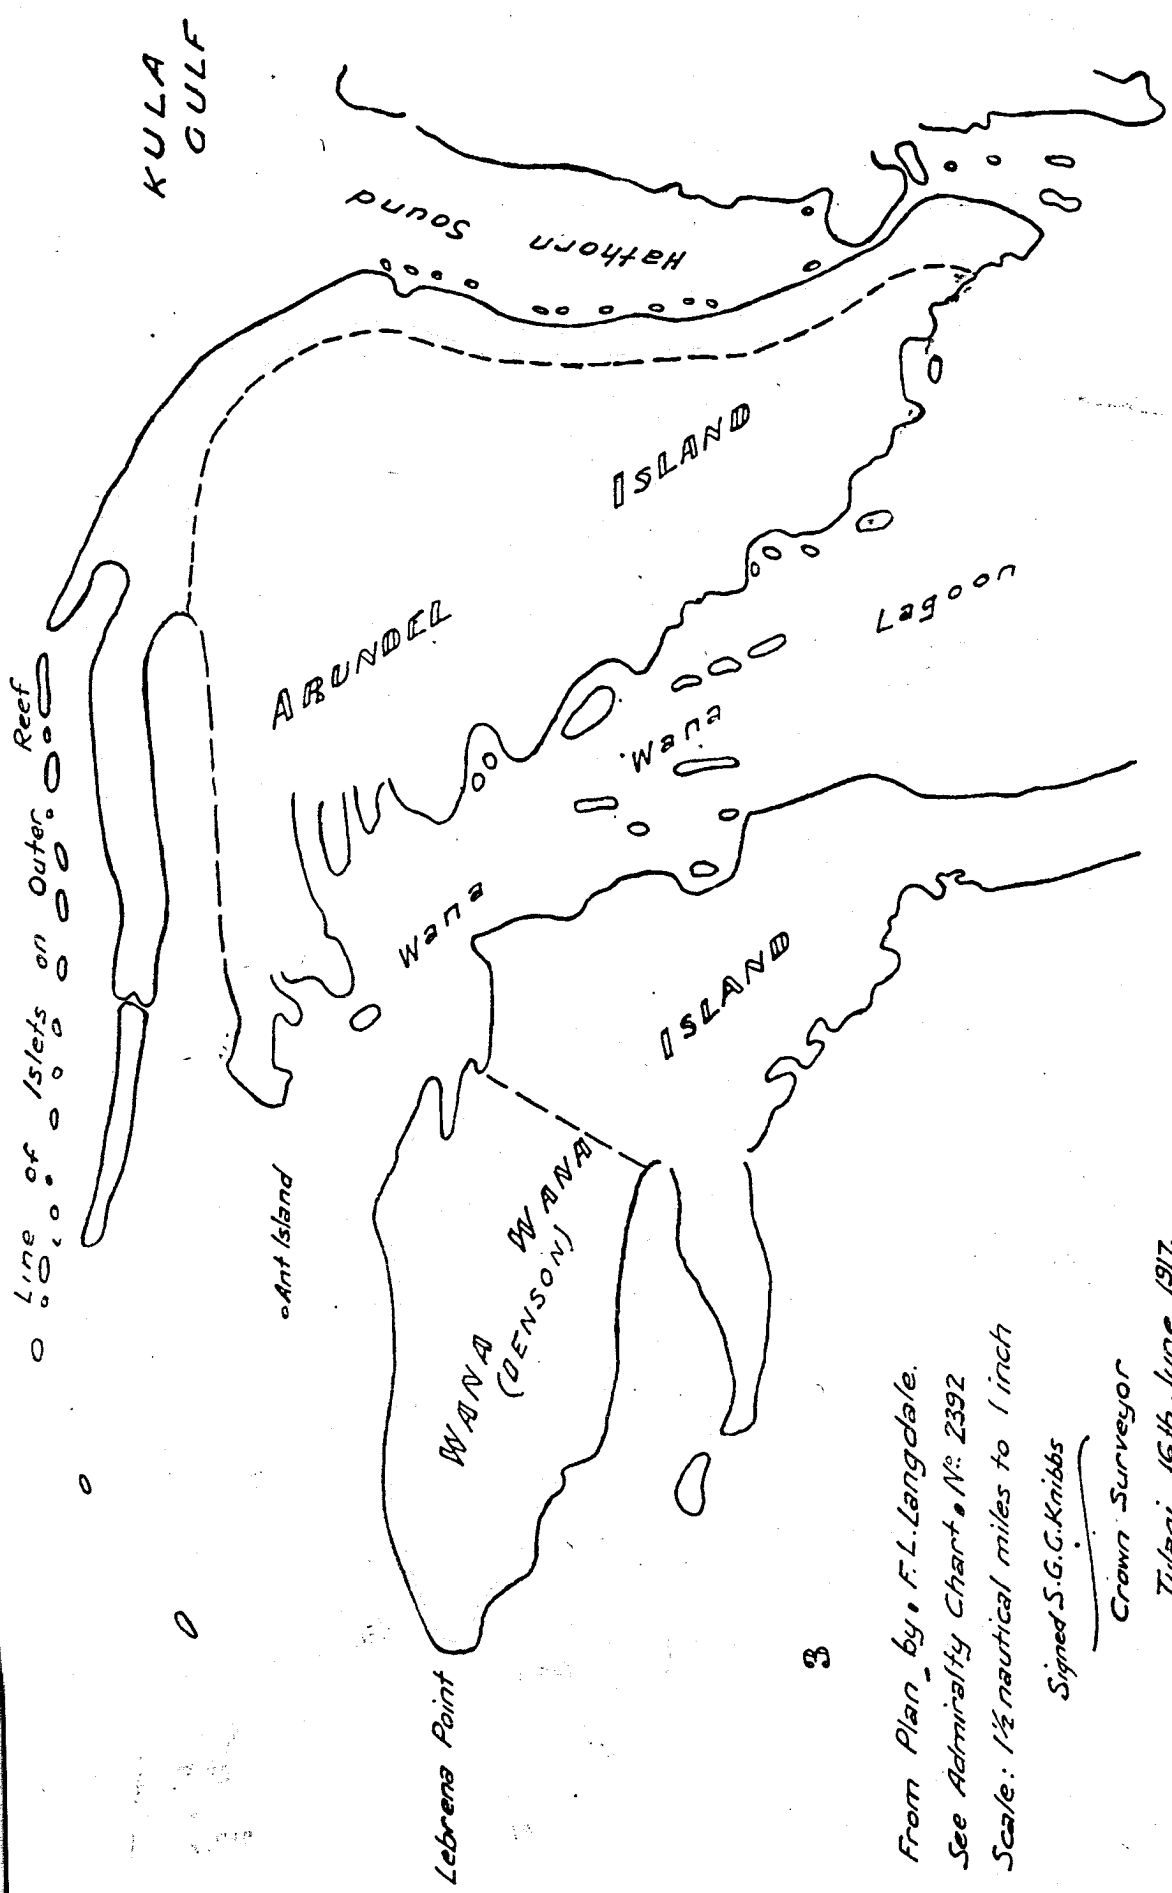 KULA
GULF
Hathorn Sound
Line of Islets on Outer Reef
ARUNDEL ISLAND
Ant Island
Wana Wana Lagoon
WANA WANA ISLAND
(DENSON)
Lebrena Point
3
From Plan by. F.L.Langdale.
See Admiralty Chart. Nº 2392
Scale: 1½ nautical miles to 1 inch
Signed S.G.C.Knibbs
Crown Surveyor
Tulagi 16th June 1917.